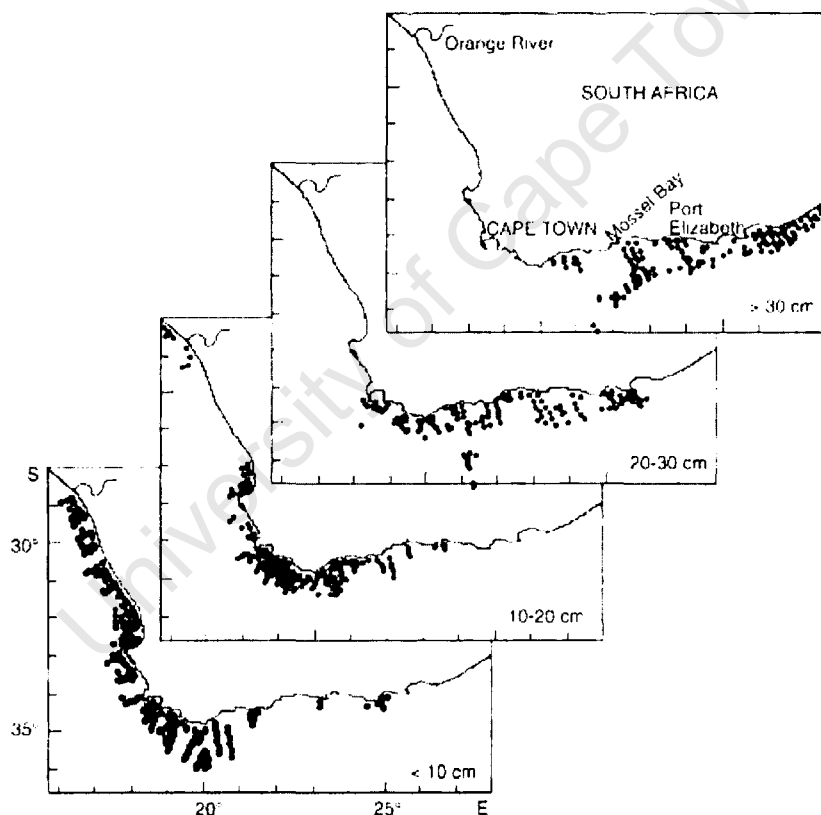 Orange River
SOUTH AFRICA
CAPE TOWN
Mossel Bay
Port
Elizabeth
> 30 cm
20-30 cm
10-20 cm
S
30°
35°
< 10 cm
20°
25°
E
University of Cape Tow